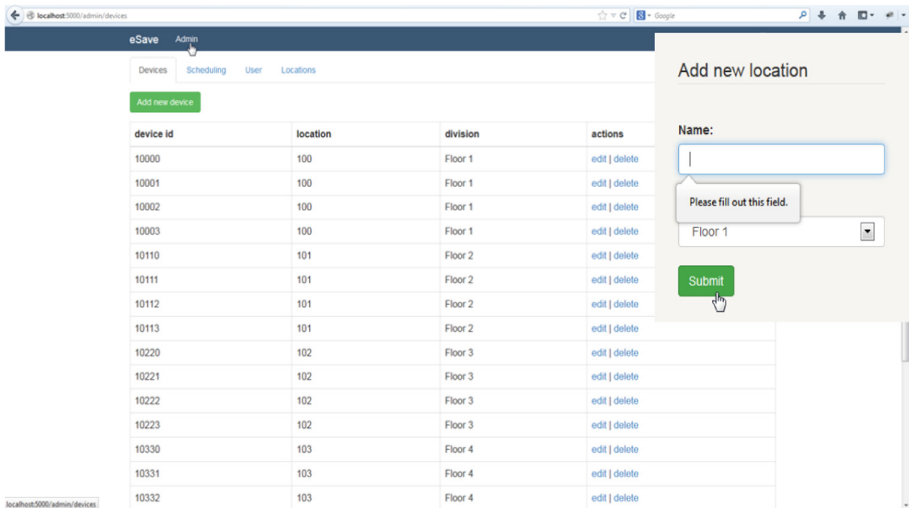 localhost:5000/admin/devices
Google
eSave Admin
Devices Scheduling User Locations
Add new device
device id location division actions
10000 100 Floor 1 edit | delete
10001 100 Floor 1 edit | delete
10002 100 Floor 1 edit | delete
10003 100 Floor 1 edit | delete
10110 101 Floor 2 edit | delete
10111 101 Floor 2 edit | delete
10112 101 Floor 2 edit | delete
10113 101 Floor 2 edit | delete
10220 102 Floor 3 edit | delete
10221 102 Floor 3 edit | delete
10222 102 Floor 3 edit | delete
10223 102 Floor 3 edit | delete
10330 103 Floor 4 edit | delete
10331 103 Floor 4 edit | delete
10332 103 Floor 4 edit | delete
Add new location
Name:
Please fill out this field.
Floor 1
Submit
localhost:5000/admin/devices